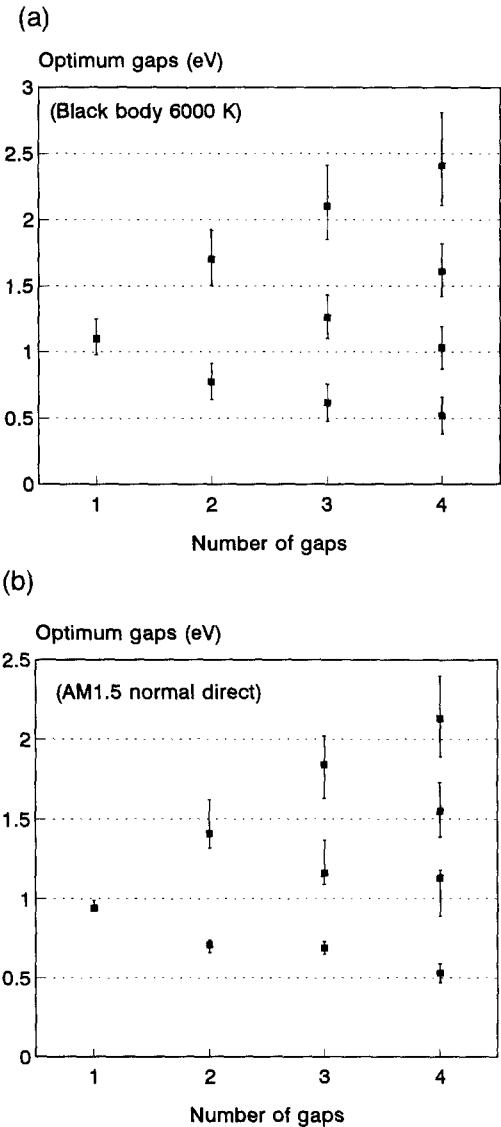 (a)
Optimum gaps (eV)
3
(Black body 6000 K)
2.5
2
1.5
1
0.5
0
1 2 3 4
Number of gaps
(b)
Optimum gaps (eV)
2.5
(AM1.5 normal direct)
2
1.5
1
0.5
0
1 2 3 4
Number of gaps